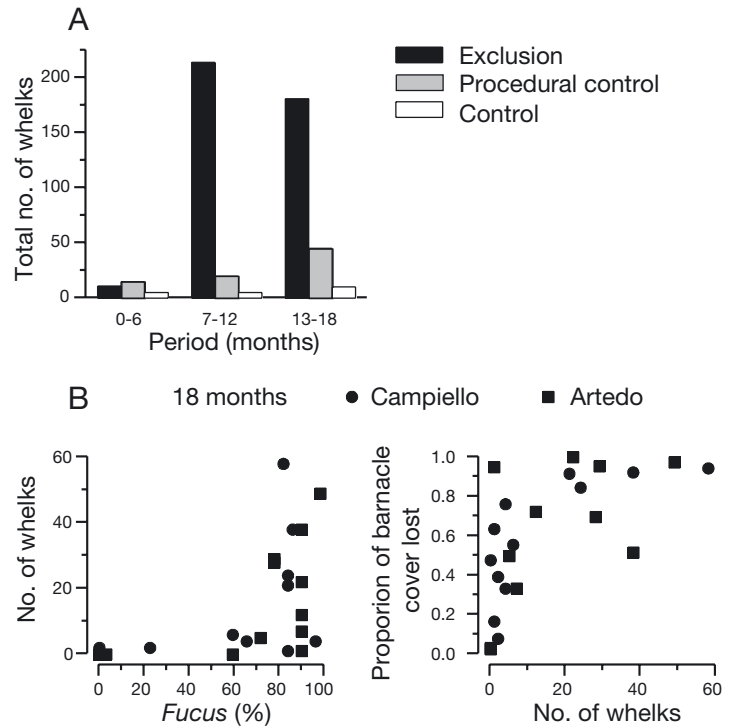 A
Total no. of whelks
200
150
100
50
0
0-6 7-12 13-18
Period (months)
Exclusion
Procedural control
Control
B 18 months Campiello Artedo
No. of whelks
60
40
20
0
0 20 40 60 80 100
Fucus (%)
Proporion of barnacle
cover lost
1.0
0.8
0.6
0.4
0.2
0.0
0 20 40 60
No. of whelks